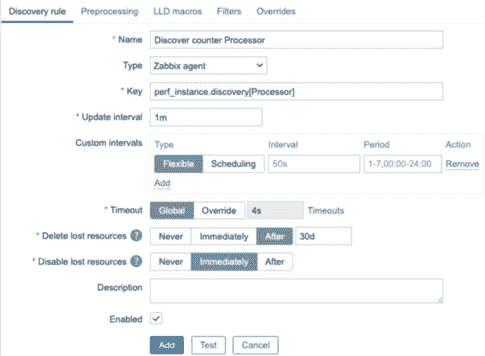 Discovery rule Preprocessing LLD macros Filters Overrides
* Name Discover counter Processor
Type Zabbix agent
* Key perf_instance.discovery[Processor]
* Update interval 1m
Custom intervals Type Interval Period Action
Flexible Scheduling 50s 1-7,00:00-24:00 Remove
Add
* Timeout Global Override 4s Timeouts
* Delete lost resources ? Never Immediately After 30d
* Disable lost resources ? Never Immediately After
Description
Enabled
Add Test Cancel